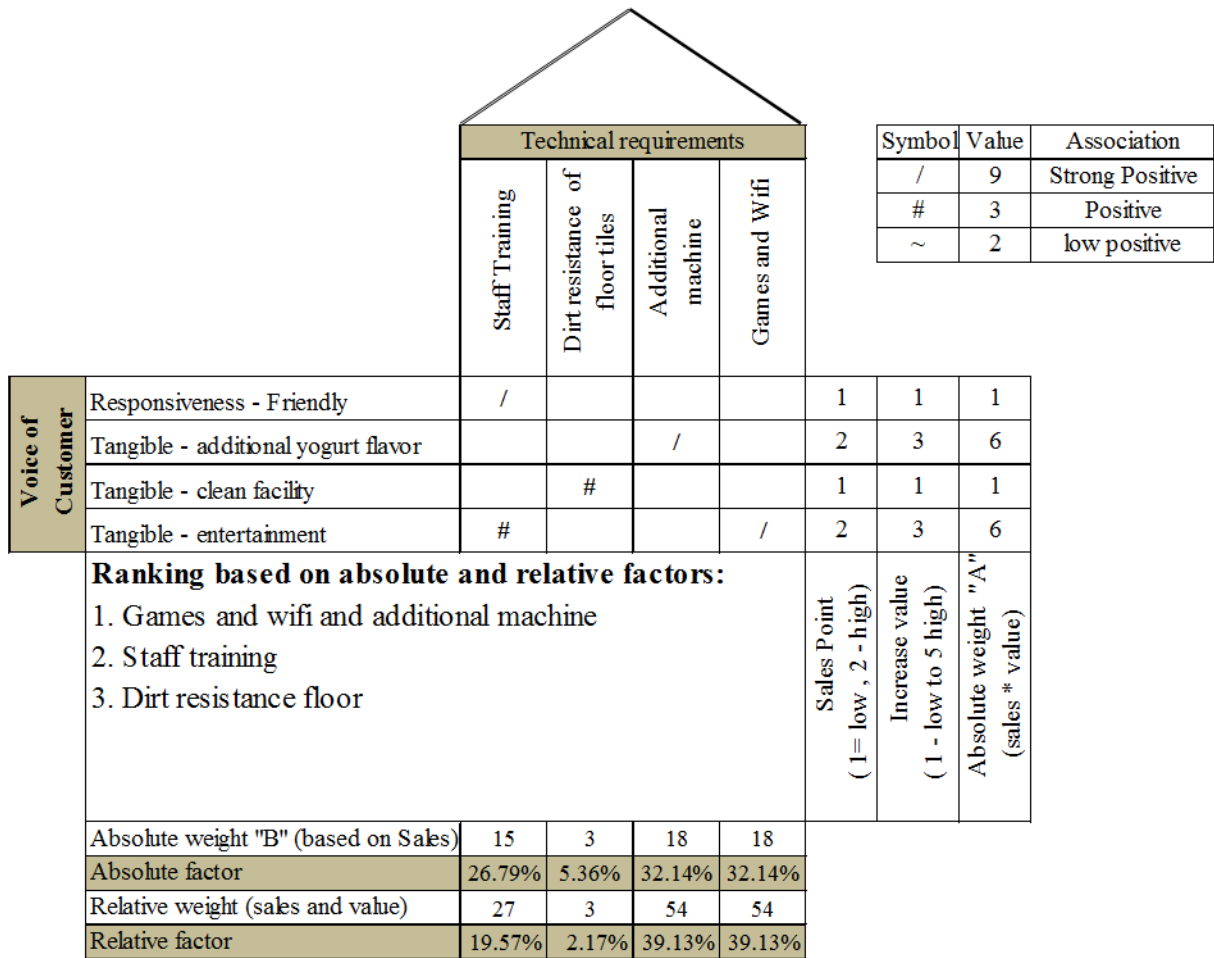 Technical requirements
Staff Training
Dirt resistance of
floor tiles
Additional
machine
Games and Wifi
Symbol Value Association
/ 9 Strong Positive
# 3 Positive
~ 2 low positive
Voice of
Customer
Responsiveness - Friendly / 1 1 1
Tangible - additional yogurt flavor / 2 3 6
Tangible - clean facility # 1 1 1
Tangible - entertainment # / 2 3 6
Ranking based on absolute and relative factors:
1. Games and wifi and additional machine
2. Staff training
3. Dirt resistance floor
Sales Point
( 1= low , 2 - high)
Increase value
( 1 - low to 5 high)
Absolute weight "A"
(sales * value)
Absolute weight "B" (based on Sales) 15 3 18 18
Absolute factor 26.79% 5.36% 32.14% 32.14%
Relative weight (sales and value) 27 3 54 54
Relative factor 19.57% 2.17% 39.13% 39.13%